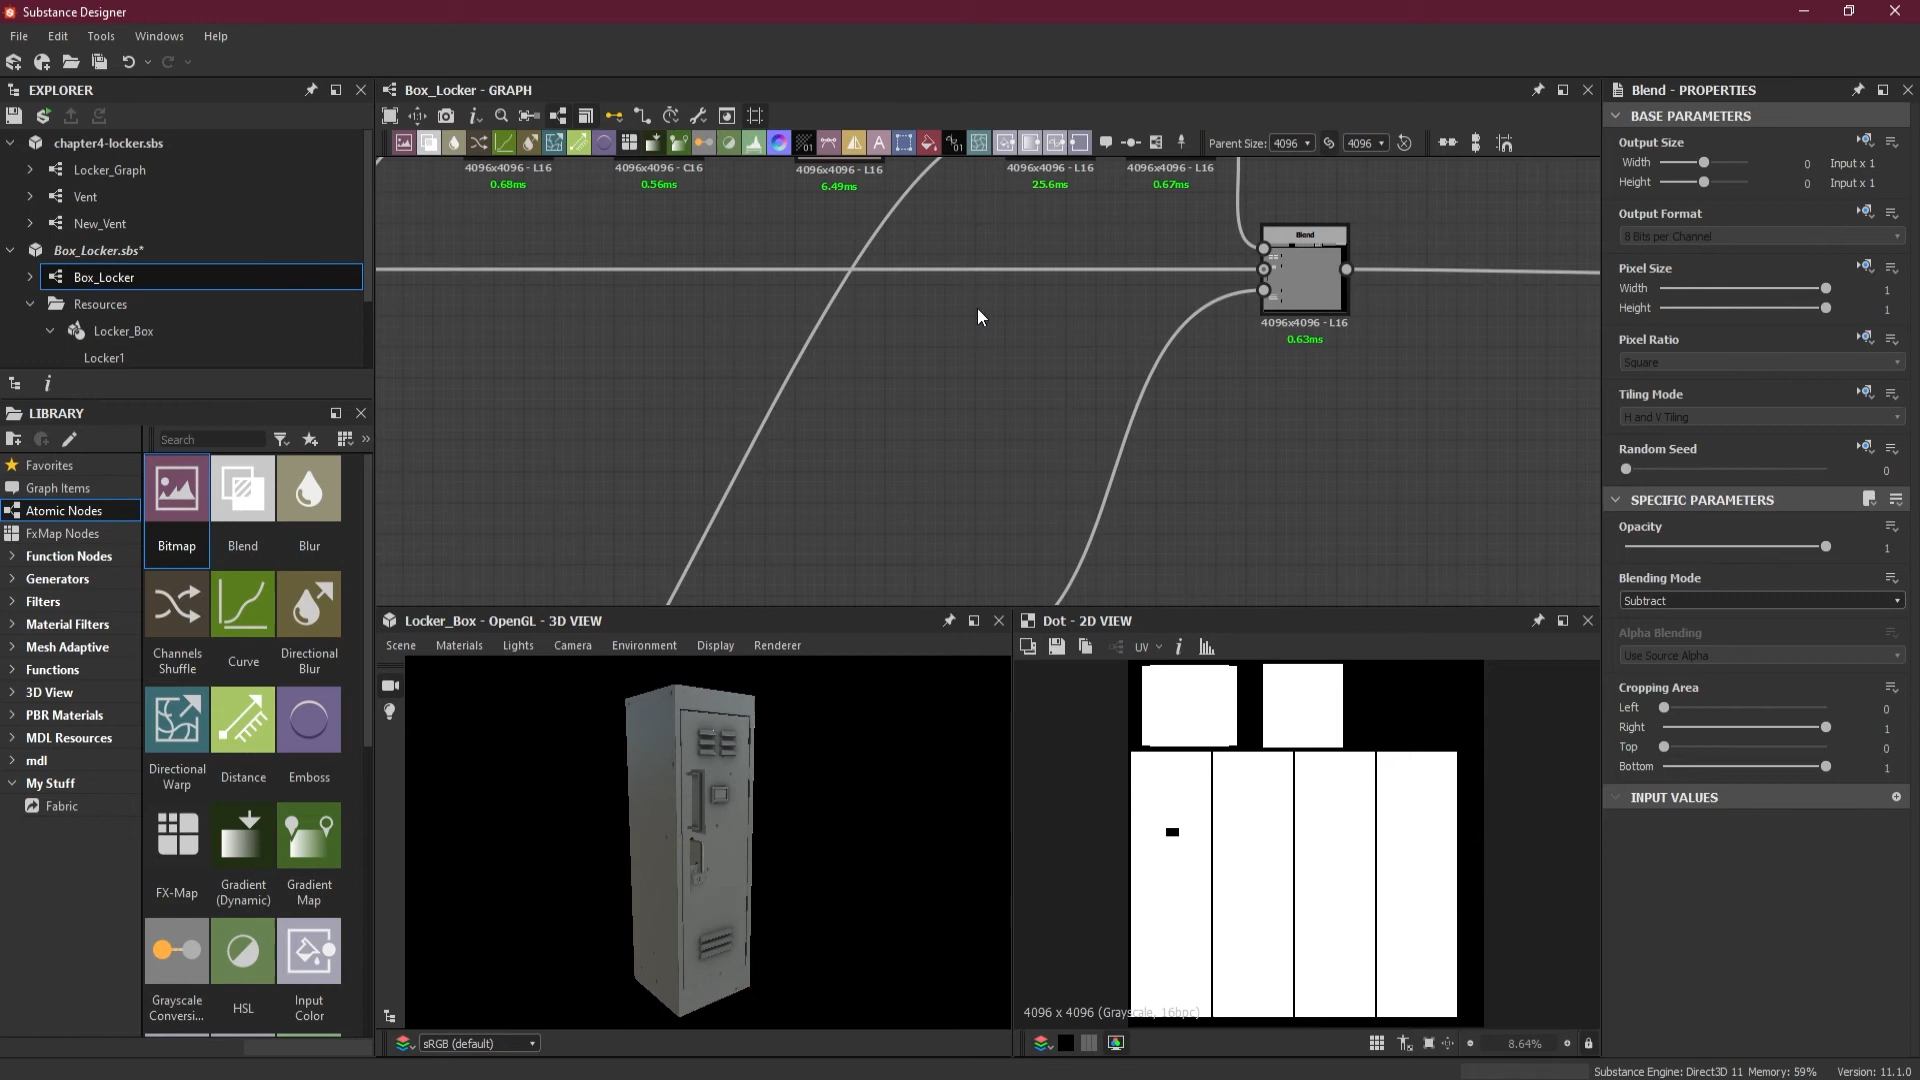 Substance Designer
File Edit Tools Windows Help
EXPLORER
chapter4-locker.sbs
Locker_Graph
Vent
New_Vent
Box_Locker.sbs*
Box_Locker
Resources
Locker_Box
Locker1
LIBRARY
Search
Favorites
Graph Items
Atomic Nodes
FxMap Nodes
Function Nodes
Generators
Filters
Material Filters
Mesh Adaptive
Functions
3D View
PBR Materials
MDL Resources
mdl
My Stuff
Fabric
Bitmap Blend Blur
Channels Shuffle Curve Directional Blur
Directional Warp Distance Emboss
FX-Map Gradient (Dynamic) Gradient Map
Grayscale Conversi... HSL Input Color
Box_Locker - GRAPH
Parent Size: 4096 4096
4096x4096 - L16 4096x4096 - C16 4096x4096 - L16 4096x4096 - L16 4096x4096 - L16
0.68ms 0.56ms 6.49ms 25.6ms 0.67ms
Blend
4096x4096 - L16
0.63ms
Locker_Box - OpenGL - 3D VIEW
Scene Materials Lights Camera Environment Display Renderer
sRGB (default)
Dot - 2D VIEW
UV
4096 x 4096 (Grayscale, 16bpc)
8.64%
Blend - PROPERTIES
BASE PARAMETERS
Output Size
Width 0 Input x 1
Height 0 Input x 1
Output Format
8 Bits per Channel
Pixel Size
Width 1
Height 1
Pixel Ratio
Square
Tiling Mode
H and V Tiling
Random Seed
0
SPECIFIC PARAMETERS
Opacity
1
Blending Mode
Subtract
Alpha Blending
Use Source Alpha
Cropping Area
Left 0
Right 1
Top 0
Bottom 1
INPUT VALUES
Substance Engine: Direct3D 11 Memory: 59% Version: 11.1.0